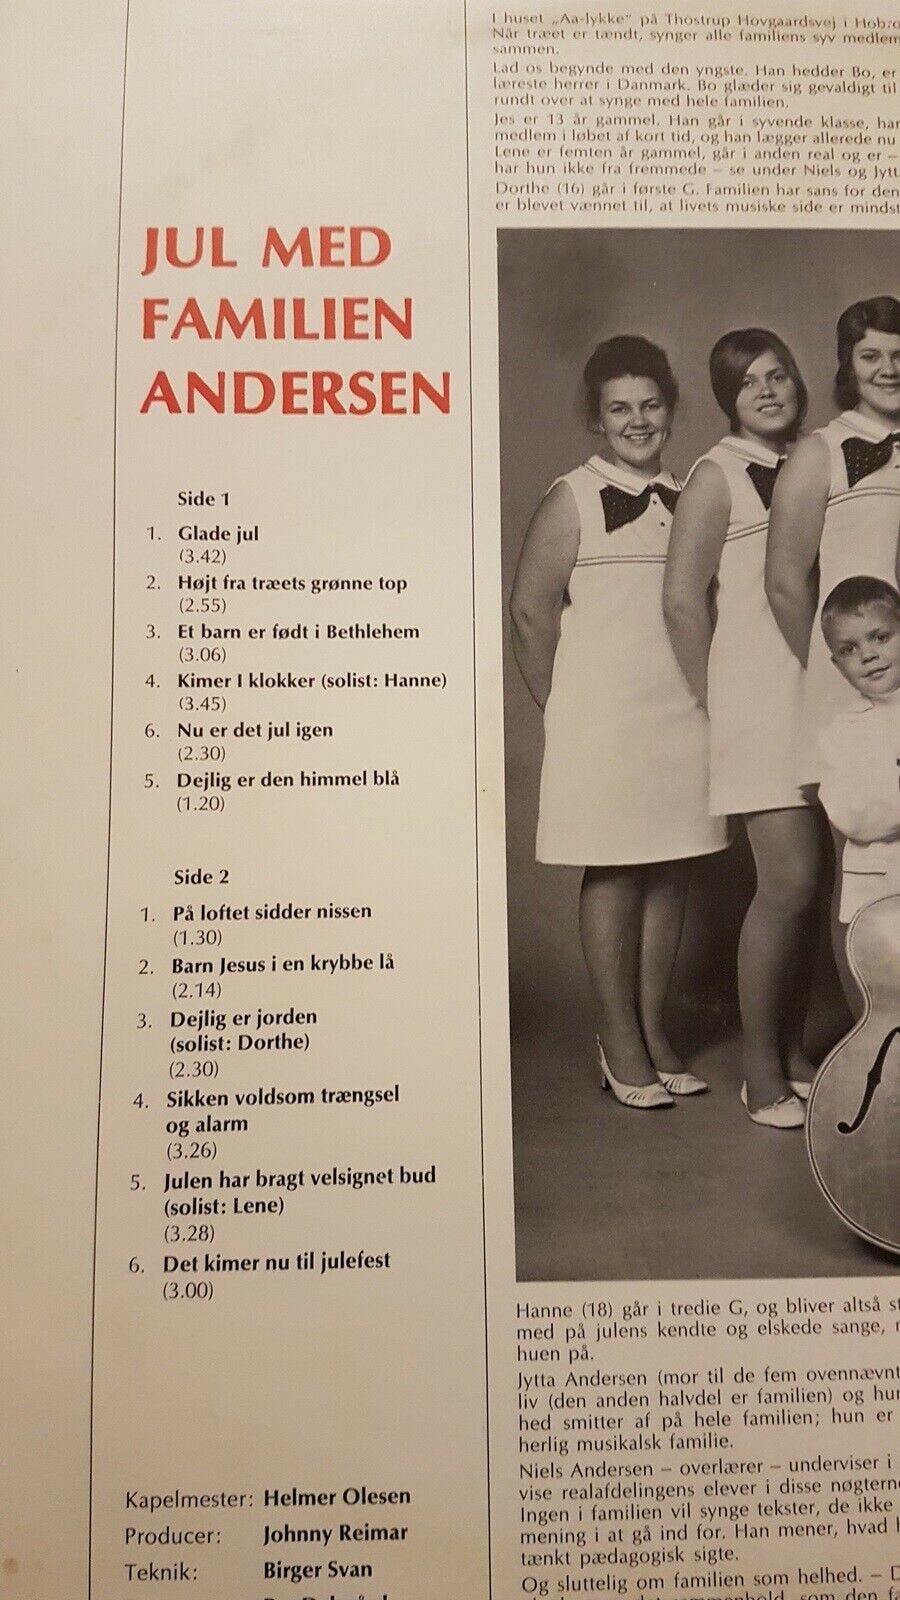 JUL MED
FAMILIEN
ANDERSEN
Side 1
1. Glade jul
(3.42)
2. Højt fra træets grønne top
(2.55)
3. Et barn er født i Bethlehem
(3.06)
4. Kimer I klokker (solist: Hanne)
(3.45)
6. Nu er det jul igen
(2.30)
5. Dejlig er den himmel blå
(1.20)
Side 2
1. På loftet sidder nissen
(1.30)
2. Barn Jesus i en krybbe lå
(2.14)
3. Dejlig er jorden
(solist: Dorthe)
(2.30)
4. Sikken voldsom trængsel
og alarm
(3.26)
5. Julen har bragt velsignet bud
(solist: Lene)
(3.28)
6. Det kimer nu til julefest
(3.00)
Kapelmester: Helmer Olesen
Producer: Johnny Reimar
Teknik: Birger Svan
I huset „Aa-lykke" på Thostrup Hovgaardsvej i Hobro
Når træet er tændt, synger alle familiens syv medlem
sammen.
Lad os begynde med den yngste. Han hedder Bo, er
læreste herrer i Danmark. Bo glæder sig gevaldigt til
rundt over at synge med hele familien.
Jes er 13 år gammel. Han går i syvende klasse, har
medlem i løbet af kort tid, og han lægger allerede nu
Lene er femten år gammel, går i anden real og er –
har hun ikke fra fremmede – se under Niels og Jytt
Dorthe (16) går i første G. Familien har sans for den
er blevet vænnet til, at livets musiske side er mindst
Hanne (18) går i tredie G, og bliver altså st
med på julens kendte og elskede sange,
huen på.
Jytta Andersen (mor til de fem ovennævnt
liv (den anden halvdel er familien) og hun
hed smitter af på hele familien; hun er
herlig musikalsk familie.
Niels Andersen – overlærer – underviser i
vise realafdelingens elever i disse nøgtern
Ingen i familien vil synge tekster, de ikke
mening i at gå ind for. Han mener, hvad
tænkt pædagogisk sigte.
Og sluttelig om familien som helhed. – D